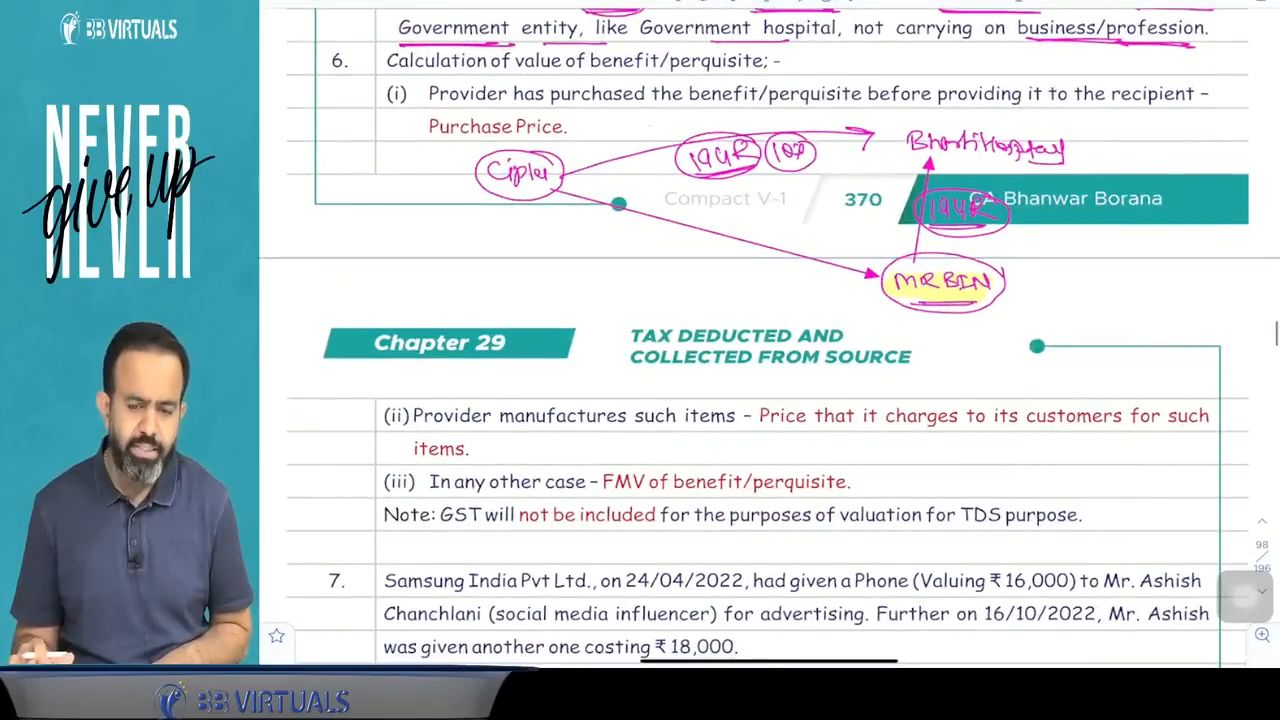 BB VIRTUALS
Government entity, like Government hospital, not carrying on business/profession.
6. Calculation of value of benefit/perquisite; -
(i) Provider has purchased the benefit/perquisite before providing it to the recipient –
Purchase Price.
194R
Cipla
Compact V-1 370 CA Bhanwar Borana
194R
MR BEN
NEVER
give up
NEVER
Chapter 29
TAX DEDUCTED AND
COLLECTED FROM SOURCE
(ii) Provider manufactures such items – Price that it charges to its customers for such
items.
(iii) In any other case – FMV of benefit/perquisite.
Note: GST will not be included for the purposes of valuation for TDS purpose.
98
196
7. Samsung India Pvt Ltd., on 24/04/2022, had given a Phone (Valuing ₹ 16,000) to Mr. Ashish
Chanchlani (social media influencer) for advertising. Further on 16/10/2022, Mr. Ashish
was given another one costing ₹ 18,000.
BB VIRTUALS